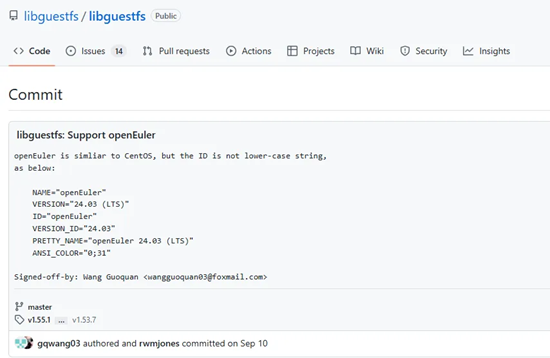 libguestfs / libguestfs Public
Code Issues 14 Pull requests Actions Projects Wiki Security Insights
Commit
libguestfs: Support openEuler
openEuler is simliar to CentOS, but the ID is not lower-case string,
as below:
NAME="openEuler"
VERSION="24.03 (LTS)"
ID="openEuler"
VERSION_ID="24.03"
PRETTY_NAME="openEuler 24.03 (LTS)"
ANSI_COLOR="0;31"
Signed-off-by: Wang Guoquan <wangguoquan03@foxmail.com>
master
v1.55.1 ... v1.53.7
gqwang03 authored and rwmjones committed on Sep 10